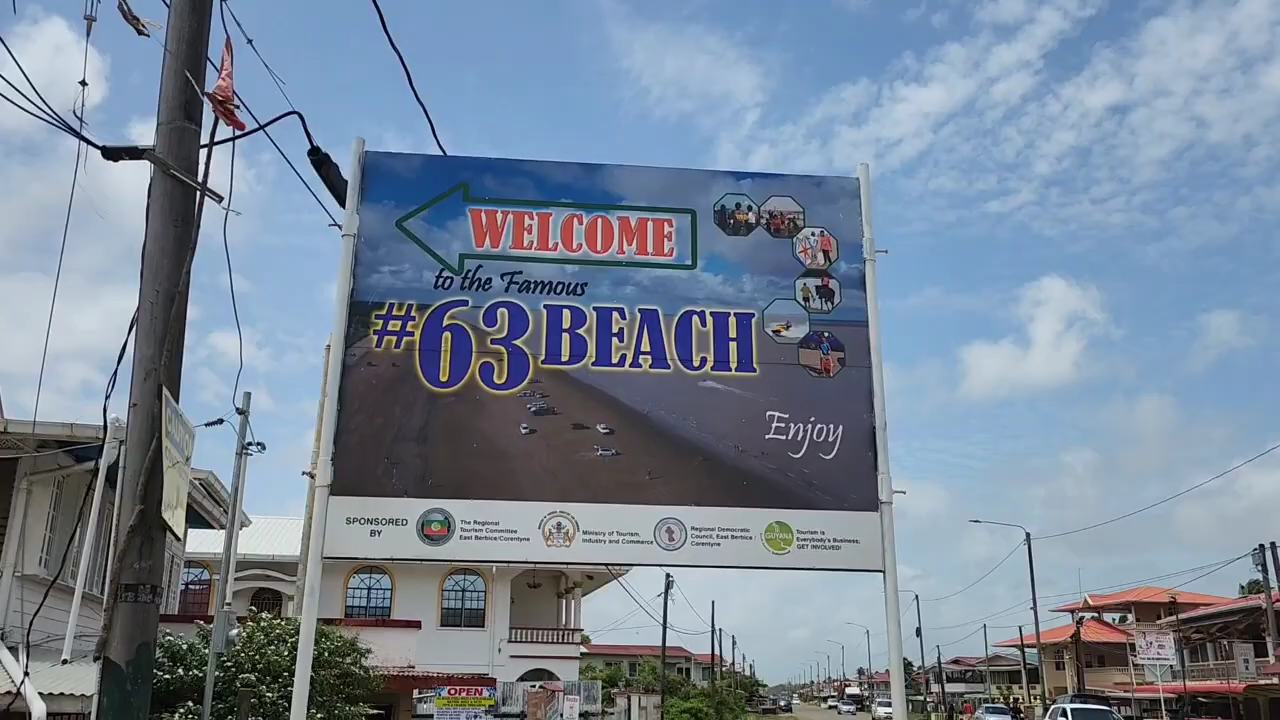 WELCOME
to the Famous
#63 BEACH
Enjoy
SPONSORED
BY
The Regional
Tourism Committee
East Berbice/Corentyne
Ministry of Tourism,
Industry and Commerce
Regional Democratic
Council, East Berbice /
Corentyne
GUYANA
Tourism is
Everybody's Business;
GET INVOLVED!
OPEN